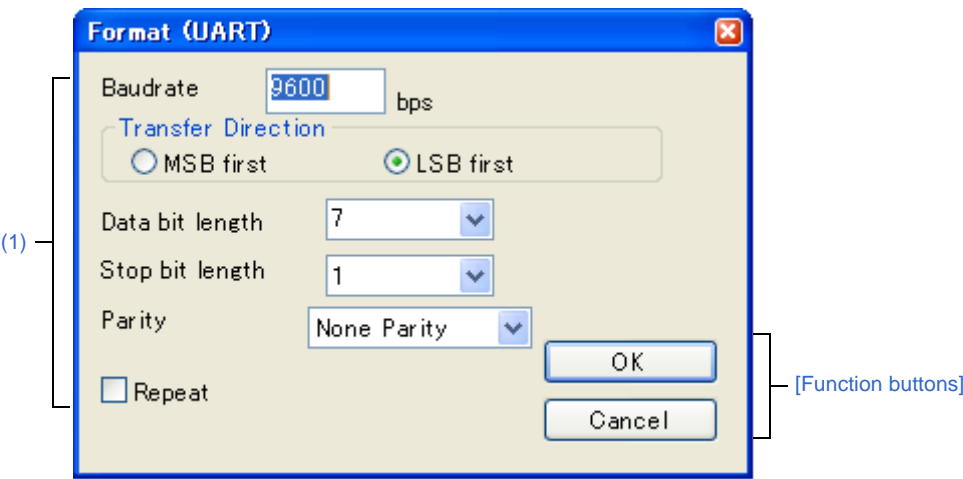 Format (UART)
Baudrate 9600 bps
Transfer Direction
MSB first LSB first
Data bit length 7
(1)
Stop bit length 1
Parity None Parity
OK
[Function buttons]
Repeat
Cancel